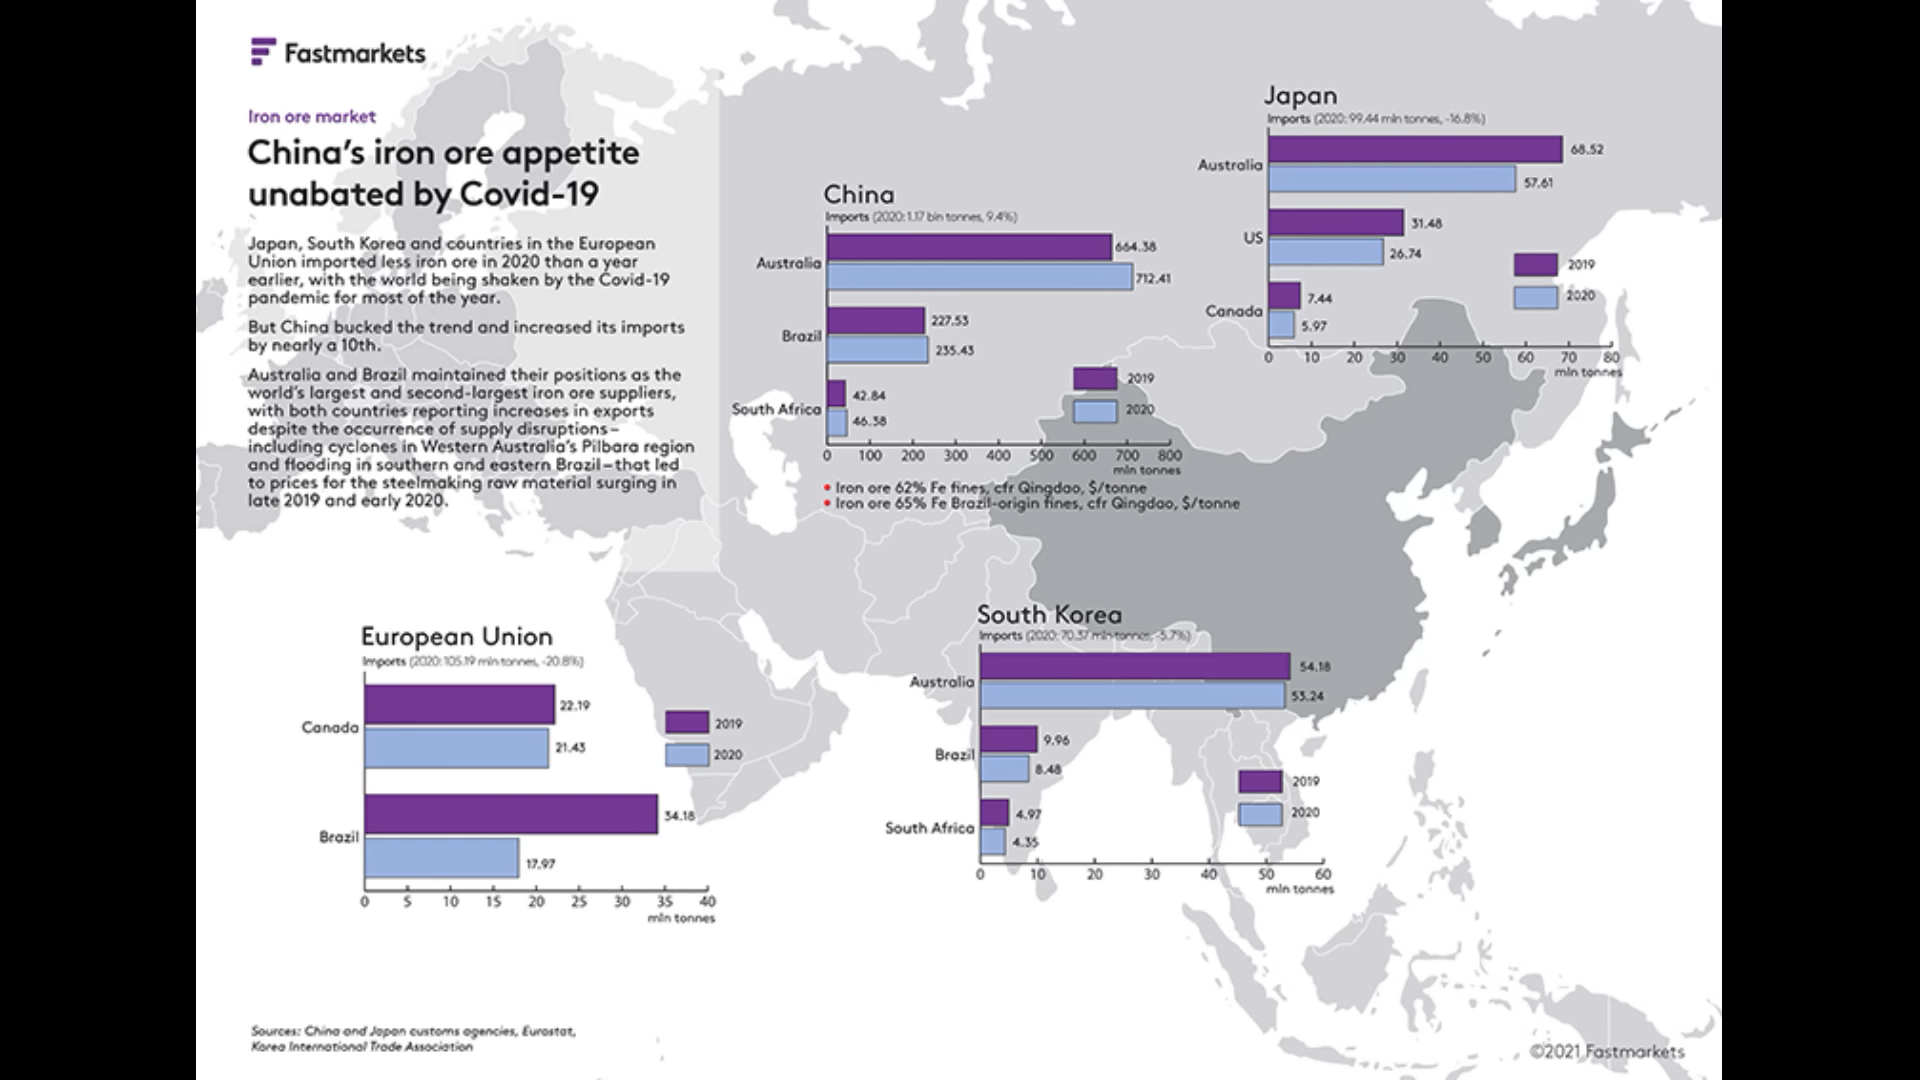 Fastmarkets
Iron ore market
China's iron ore appetite
unabated by Covid-19
Japan, South Korea and countries in the European
Union imported less iron ore in 2020 than a year
earlier, with the world being shaken by the Covid-19
pandemic for most of the year.
But China bucked the trend and increased its imports
by nearly a 10th.
Australia and Brazil maintained their positions as the
world's largest and second-largest iron ore suppliers,
with both countries reporting increases in exports
despite the occurrence of supply disruptions–
including cyclones in Western Australia's Pilbara region
and flooding in southern and eastern Brazil–that led
to prices for the steelmaking raw material surging in
late 2019 and early 2020.
China
Imports (2020: 1.17 bln tonnes, 9.4%)
Australia
664.38
712.41
Brazil
227.53
235.43
South Africa
42.84
46.38
2019
2020
0 100 200 300 400 500 600 700 800
mln tonnes
• Iron ore 62% Fe fines, cfr Qingdao, $/tonne
• Iron ore 65% Fe Brazil-origin fines, cfr Qingdao, $/tonne
Japan
Imports (2020: 99.44 mln tonnes, -16.8%)
Australia
68.52
57.61
US
31.48
26.74
Canada
7.44
5.97
2019
2020
0 10 20 30 40 50 60 70 80
mln tonnes
European Union
Imports (2020: 105.19 mln tonnes, -20.8%)
Canada
22.19
21.43
Brazil
34.18
17.97
2019
2020
0 5 10 15 20 25 30 35 40
mln tonnes
South Korea
Imports (2020: 70.37 mln tonnes, -5.7%)
Australia
54.18
53.24
Brazil
9.96
8.48
South Africa
4.97
4.35
2019
2020
0 10 20 30 40 50 60
mln tonnes
Sources: China and Japan customs agencies, Eurostat,
Korea International Trade Association
©2021 Fastmarkets